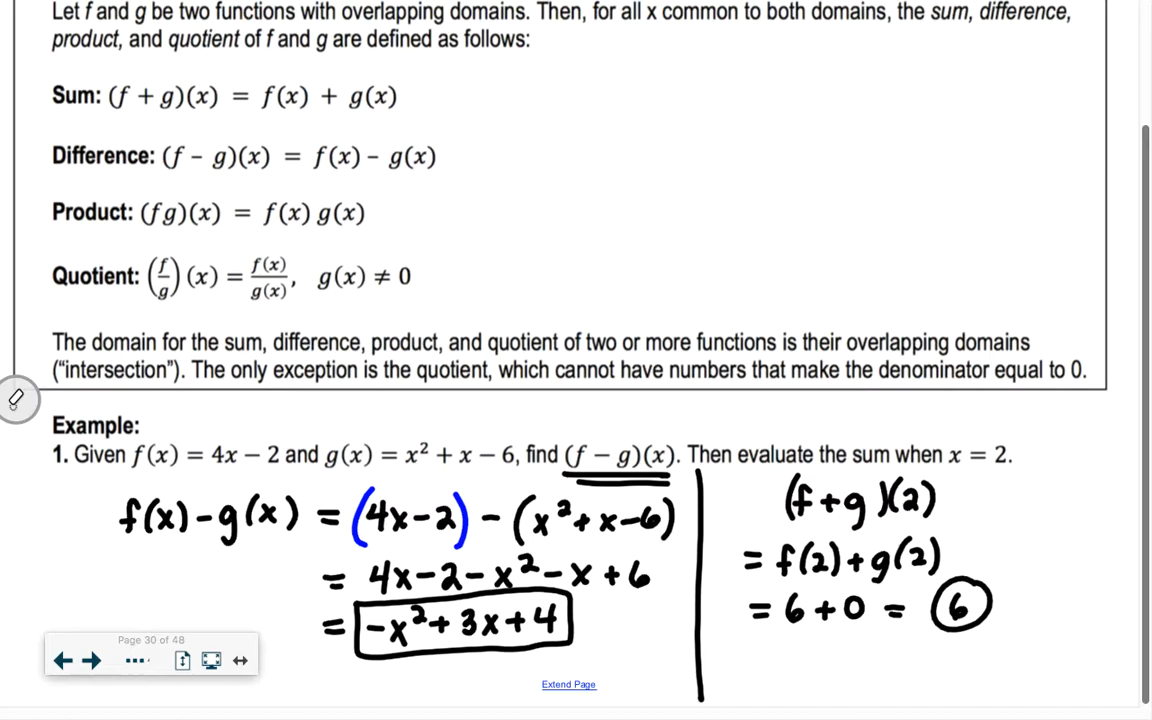 Let f and g be two functions with overlapping domains. Then, for all x common to both domains, the sum, difference,
product, and quotient of f and g are defined as follows:
Sum: (f + g)(x) = f(x) + g(x)
Difference: (f − g)(x) = f(x) − g(x)
Product: (fg)(x) = f(x) g(x)
Quotient: (f/g)(x) = f(x)/g(x), g(x) ≠ 0
The domain for the sum, difference, product, and quotient of two or more functions is their overlapping domains
("intersection"). The only exception is the quotient, which cannot have numbers that make the denominator equal to 0.
Example:
1. Given f(x) = 4x − 2 and g(x) = x² + x − 6, find (f − g)(x). Then evaluate the sum when x = 2.
f(x)-g(x) = (4x-2) - (x²+x-6)
= 4x-2-x²-x+6
= -x²+3x+4
(f+g)(2)
= f(2)+g(2)
= 6+0 = 6
Page 30 of 48
Extend Page